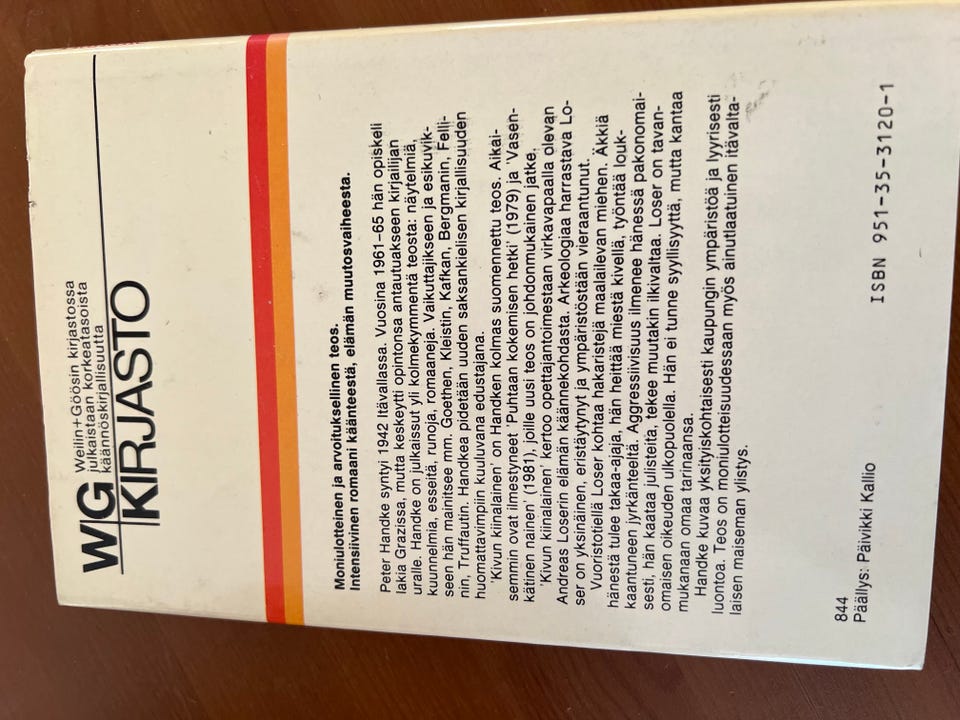 WG
KIRJASTO
Weilin+Göösin kirjastossa
julkaistaan korkeatasoista
käännöskirjallisuutta
Moniulotteinen ja arvoituksellinen teos.
Intensiivinen romaani käänteestä, elämän mutosvaiheesta.
Peter Handke syntyi 1942 Itävallassa. Vuosina 1961–65 hän opiskeli
lakia Grazissa, mutta keskeytti opintonsa antautuakseen kirjailijan
uralle. Handke on julkaissut yli kolmekymmentä teosta: näytelmiä,
kuunnelmia, esseitä, runoja, romaaneja. Vaikuttajikseen ja esikuvik-
seen hän mainitsee mm. Goethen, Kleistin, Kafkan, Bergmanin, Felli-
nin, Truffautin. Handkea pidetään uuden saksankielisen kirjallisuuden
huomattavimpiin kuuluvana edustajana.
'Kivun kiinalainen' on Handken kolmas suomennettu teos. Aikai-
semmin ovat ilmestyneet 'Puhtaan kokemisen hetki' (1979) ja 'Vasen-
kätinen nainen' (1981), joille uusi teos on johdonmukainen jatke.
'Kivun kiinalainen' kertoo opettajantoimestaan virkavapaalla olevan
Andreas Loserin elämän käännekohdasta. Arkeologiaa harrastava Lo-
ser on yksinäinen, eristäytynyt ja ympäristöstään vieraantunut.
Vuoristotiellä Loser kohtaa hakaristejä maalailevan miehen. Äkkiä
hänestä tulee takaa-ajaja, hän heittää miestä kivellä, työntää louk-
kaantuneen jyrkänteeltä. Aggressiivisuus ilmenee hänessä pakonomai-
sesti, hän kaataa julisteita, tekee muutakin ilkivaltaa. Loser on tavan-
omaisen oikeuden ulkopuolella. Hän ei tunne syyllisyyttä, mutta kantaa
mukanaan omaa tarinaansa.
Handke kuvaa yksityiskohtaisesti kaupungin ympäristöä ja lyyrisesti
luontoa. Teos on moniulotteisuudessaan myös ainutlaatuinen itävalta-
laisen maiseman ylistys.
844
Päällys: Päivikki Kallio
ISBN 951-35-3120-1